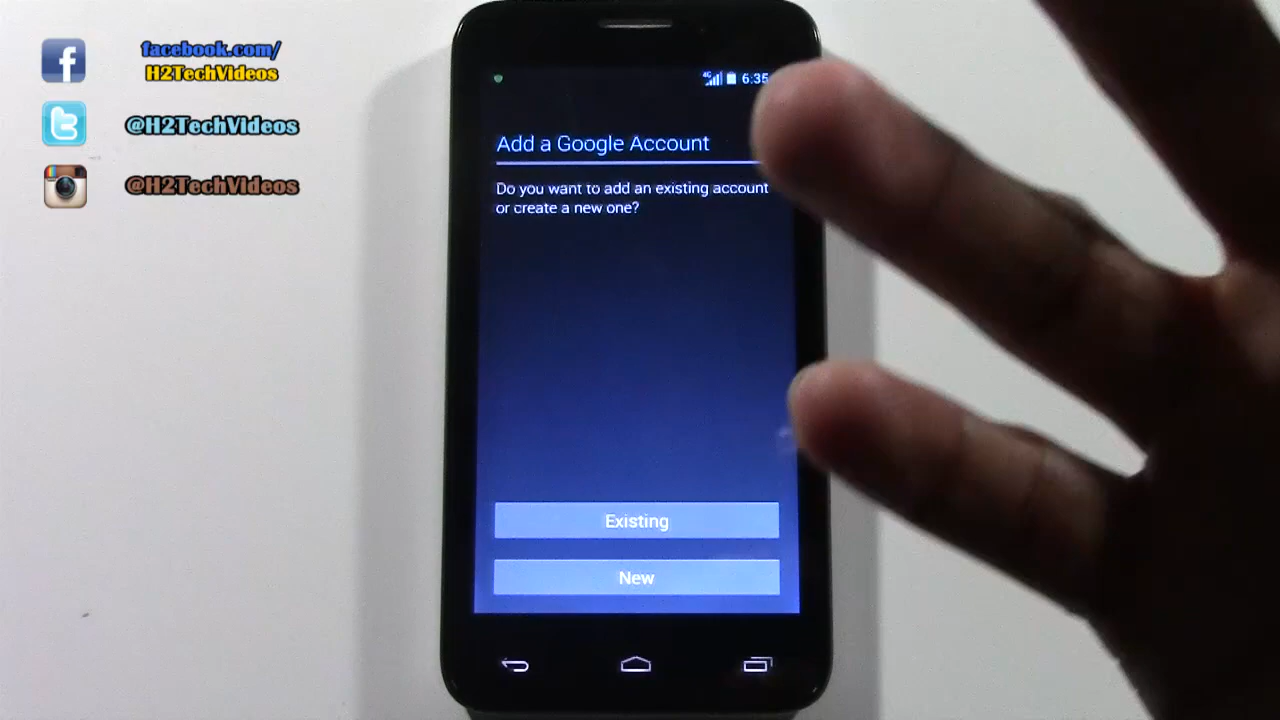 facebook.com/
H2TechVideos
@H2TechVideos
@H2TechVideos
4G
6:35
Add a Google Account
Do you want to add an existing account
or create a new one?
Existing
New